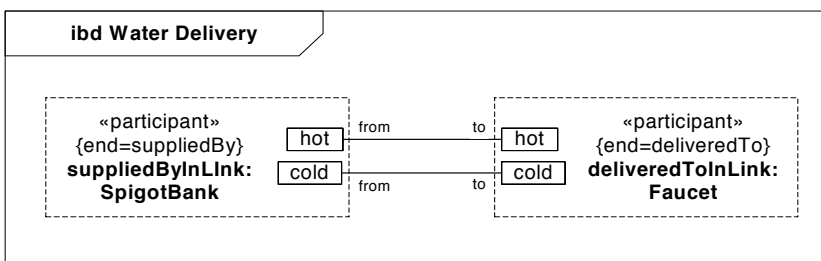 ibd Water Delivery
«participant»
{end=suppliedBy}
suppliedByInLInk:
SpigotBank
hot
cold
from
to
from
to
hot
cold
«participant»
{end=deliveredTo}
deliveredToInLink:
Faucet